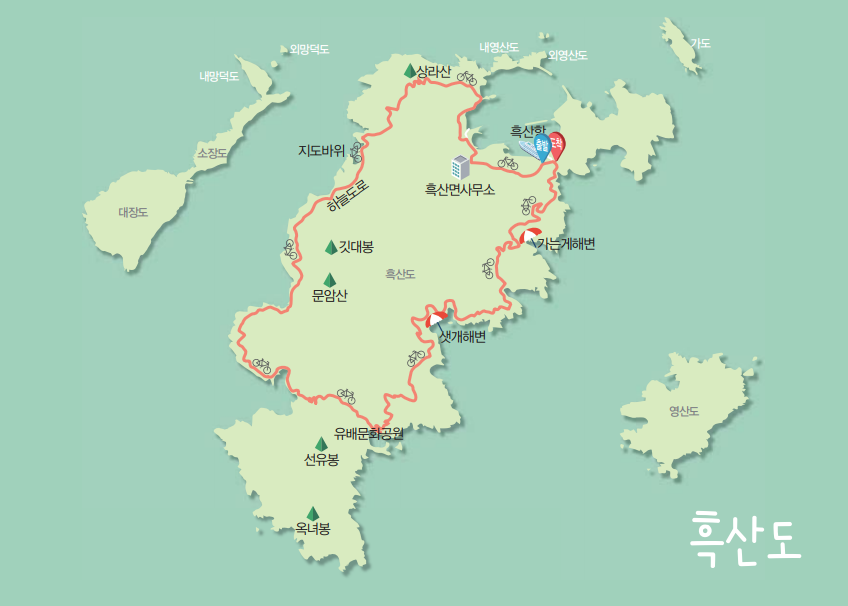 가도
내영산도
외망덕도
외영산도
상라산
내망덕도
흑산항
출발
도착
지도바위
소장도
흑산면사무소
하늘도로
대장도
가는게해변
깃대봉
흑산도
문암산
샛개해변
영산도
유배문화공원
선유봉
옥녀봉
흑산도